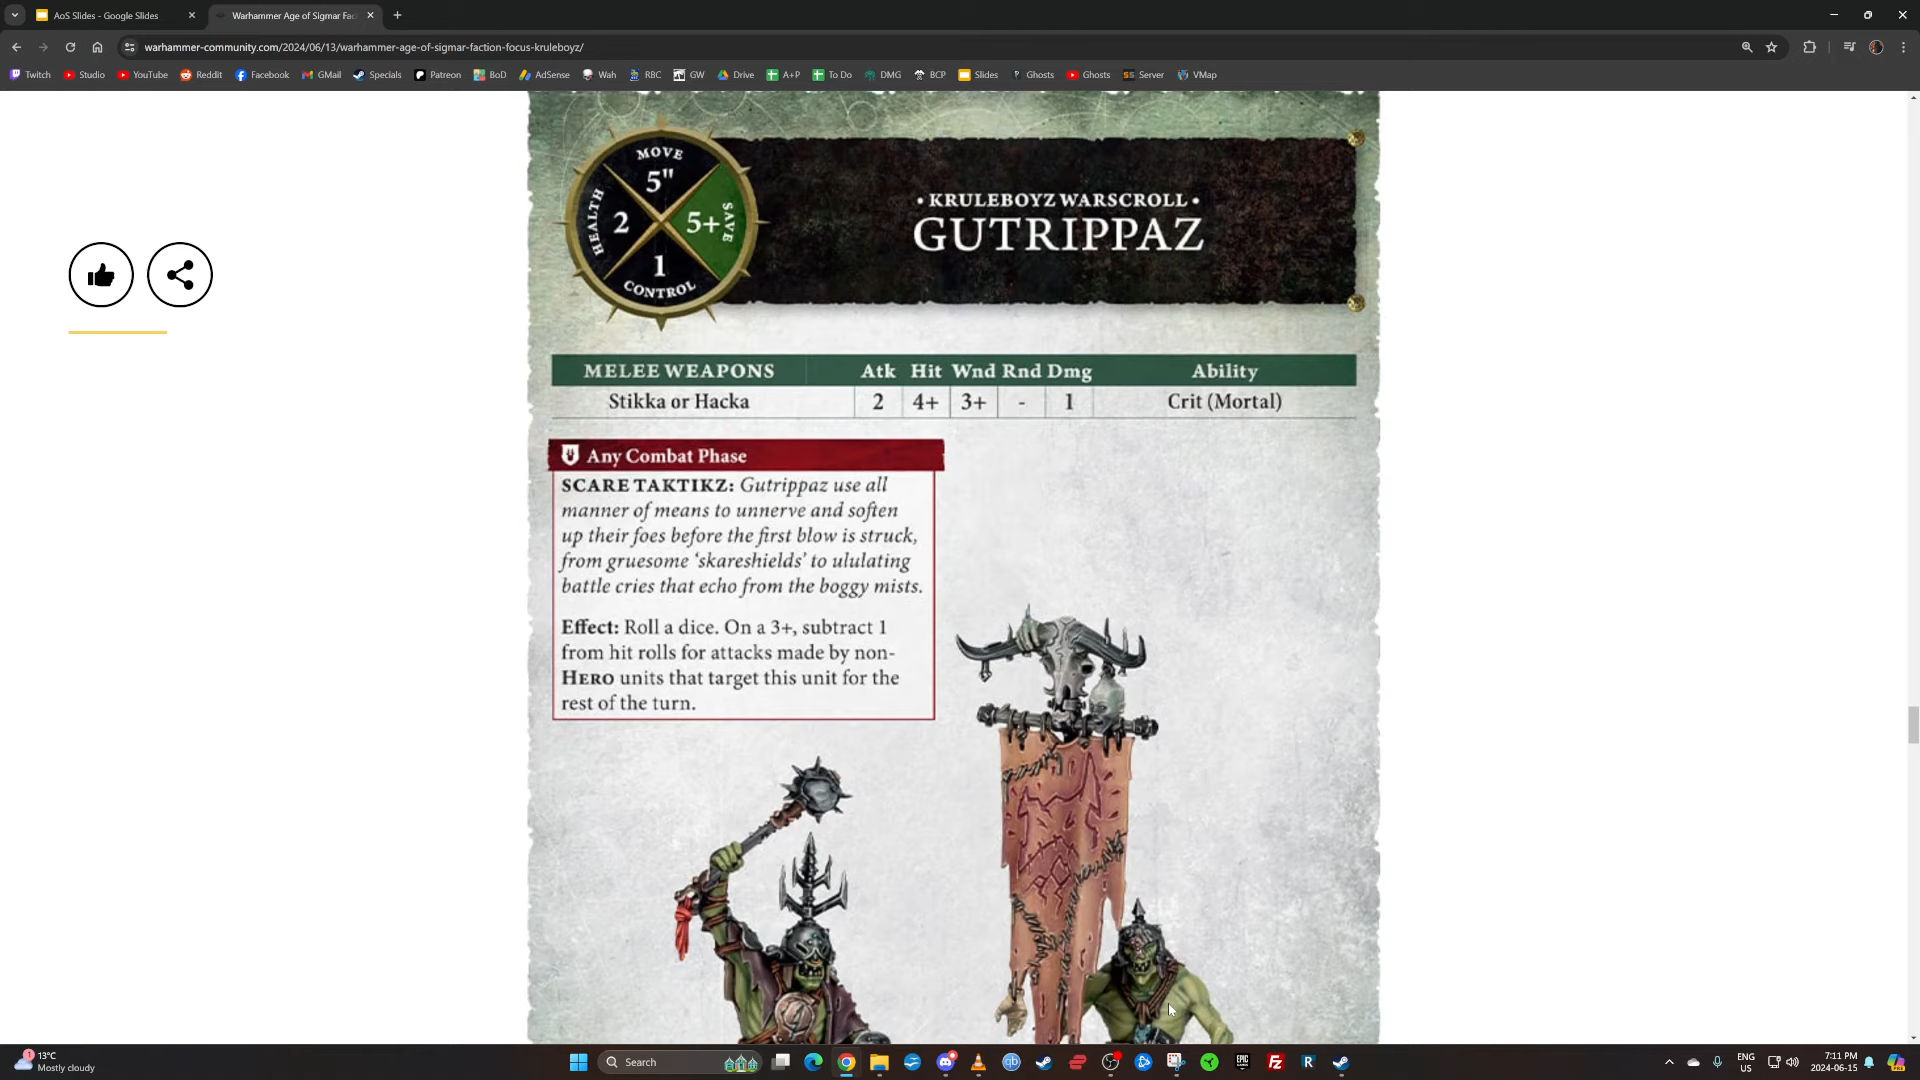 AoS Slides - Google Slides
Warhammer Age of Sigmar Fac
warhammer-community.com/2024/06/13/warhammer-age-of-sigmar-faction-focus-kruleboyz/
Twitch Studio YouTube Reddit Facebook GMail Specials Patreon BoD AdSense Wah RBC GW Drive A+P To Do DMG BCP Slides Ghosts Ghosts Server VMap
MOVE
5"
HEALTH 2 5+ SAVE
1
CONTROL
• KRULEBOYZ WARSCROLL •
GUTRIPPAZ
MELEE WEAPONS Atk Hit Wnd Rnd Dmg Ability
Stikka or Hacka 2 4+ 3+ - 1 Crit (Mortal)
Any Combat Phase
SCARE TAKTIKZ: Gutrippaz use all
manner of means to unnerve and soften
up their foes before the first blow is struck,
from gruesome ‘skareshields’ to ululating
battle cries that echo from the boggy mists.
Effect: Roll a dice. On a 3+, subtract 1
from hit rolls for attacks made by non-
HERO units that target this unit for the
rest of the turn.
13°C
Mostly cloudy
Search
ENG
US
7:11 PM
2024-06-15